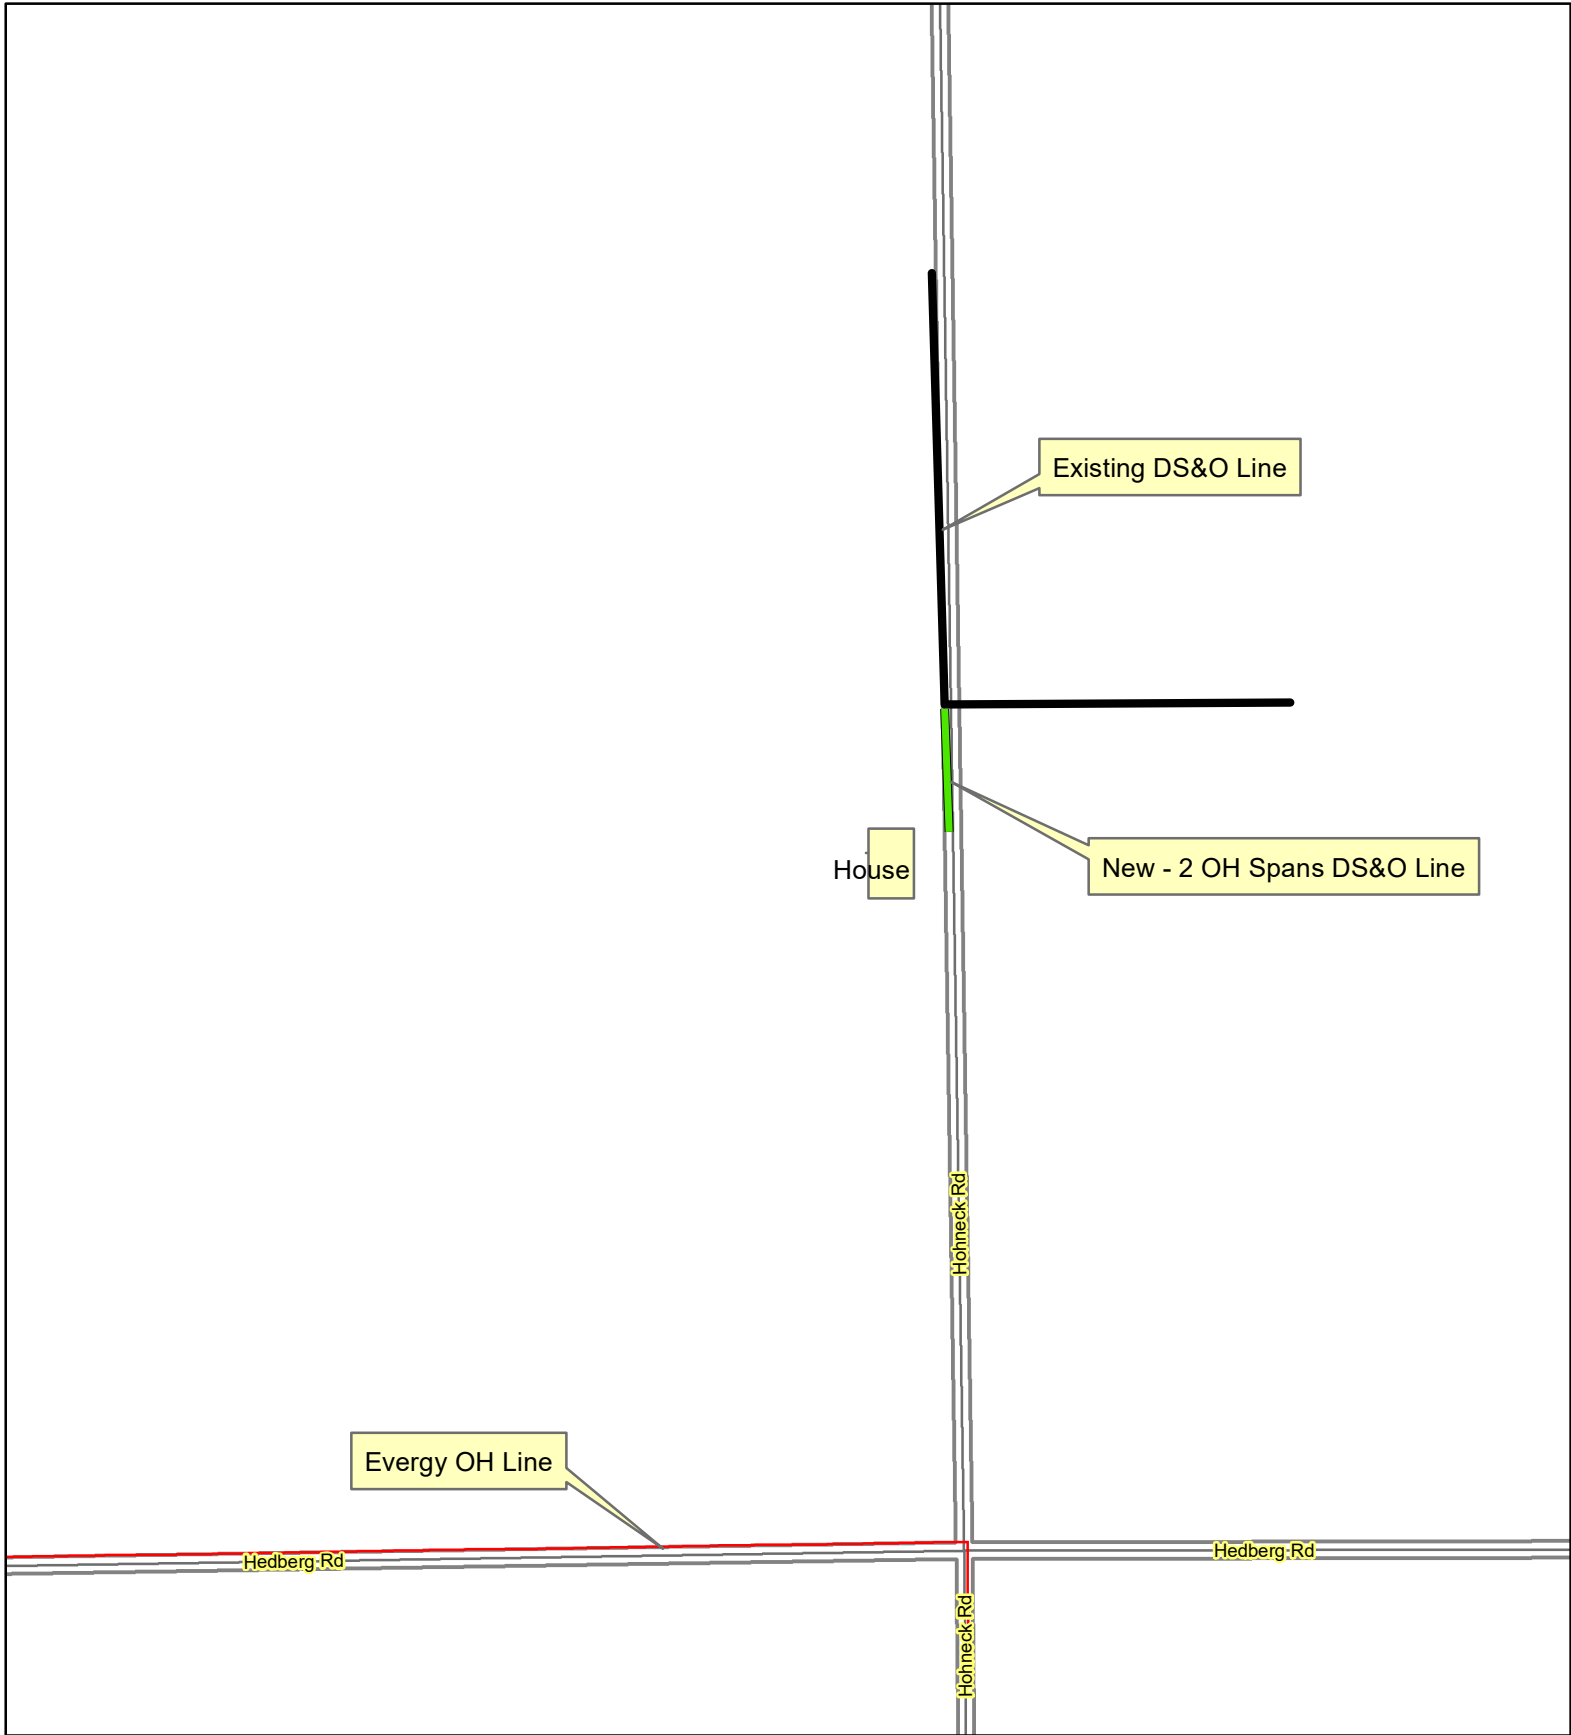 Existing DS&O Line
House
New - 2 OH Spans DS&O Line
Hohneck Rd
Evergy OH Line
Hedberg Rd
Hedberg Rd
Hohneck Rd